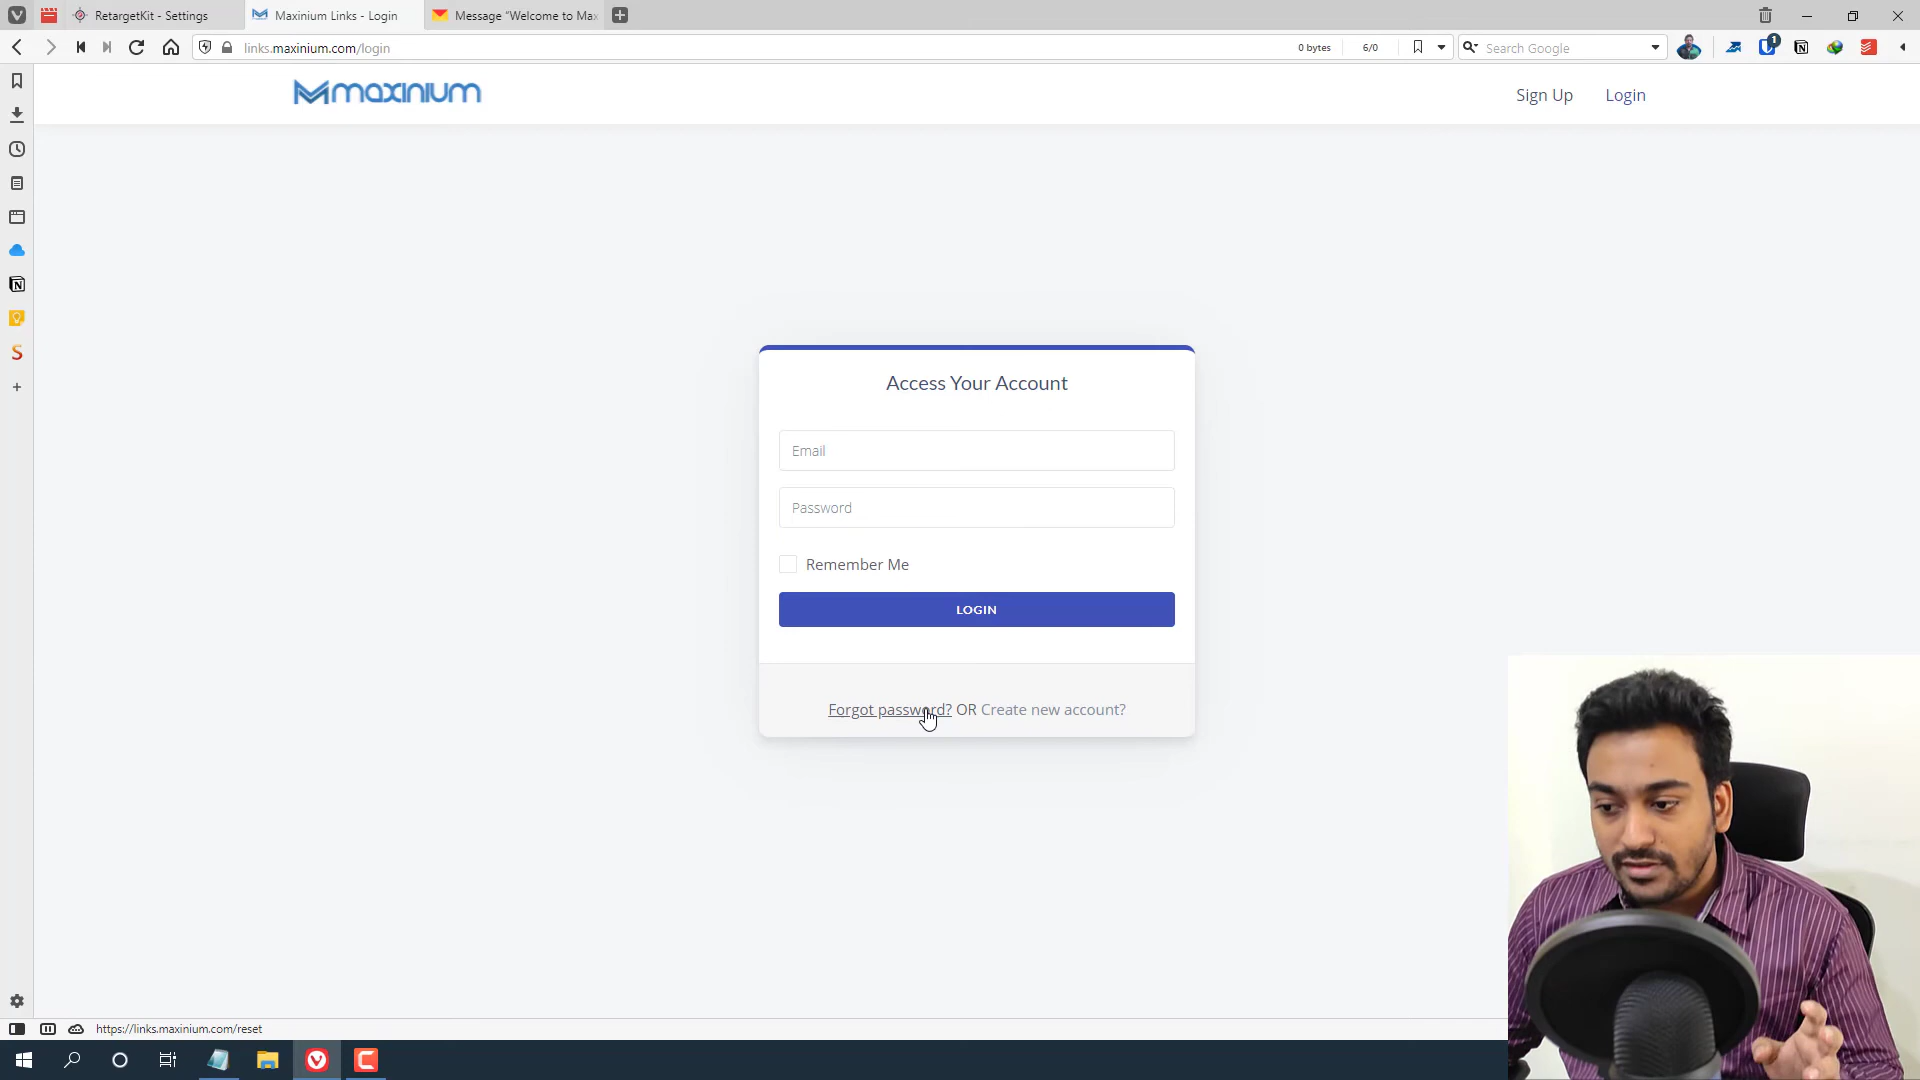 RetargetKit - Settings
Maxinium Links - Login
Message "Welcome to Max
links.maxinium.com/login
0 bytes
6/0
Search Google
1
maxinium
Sign Up
Login
Access Your Account
Email
Password
Remember Me
LOGIN
Forgot password? OR Create new account?
https://links.maxinium.com/reset